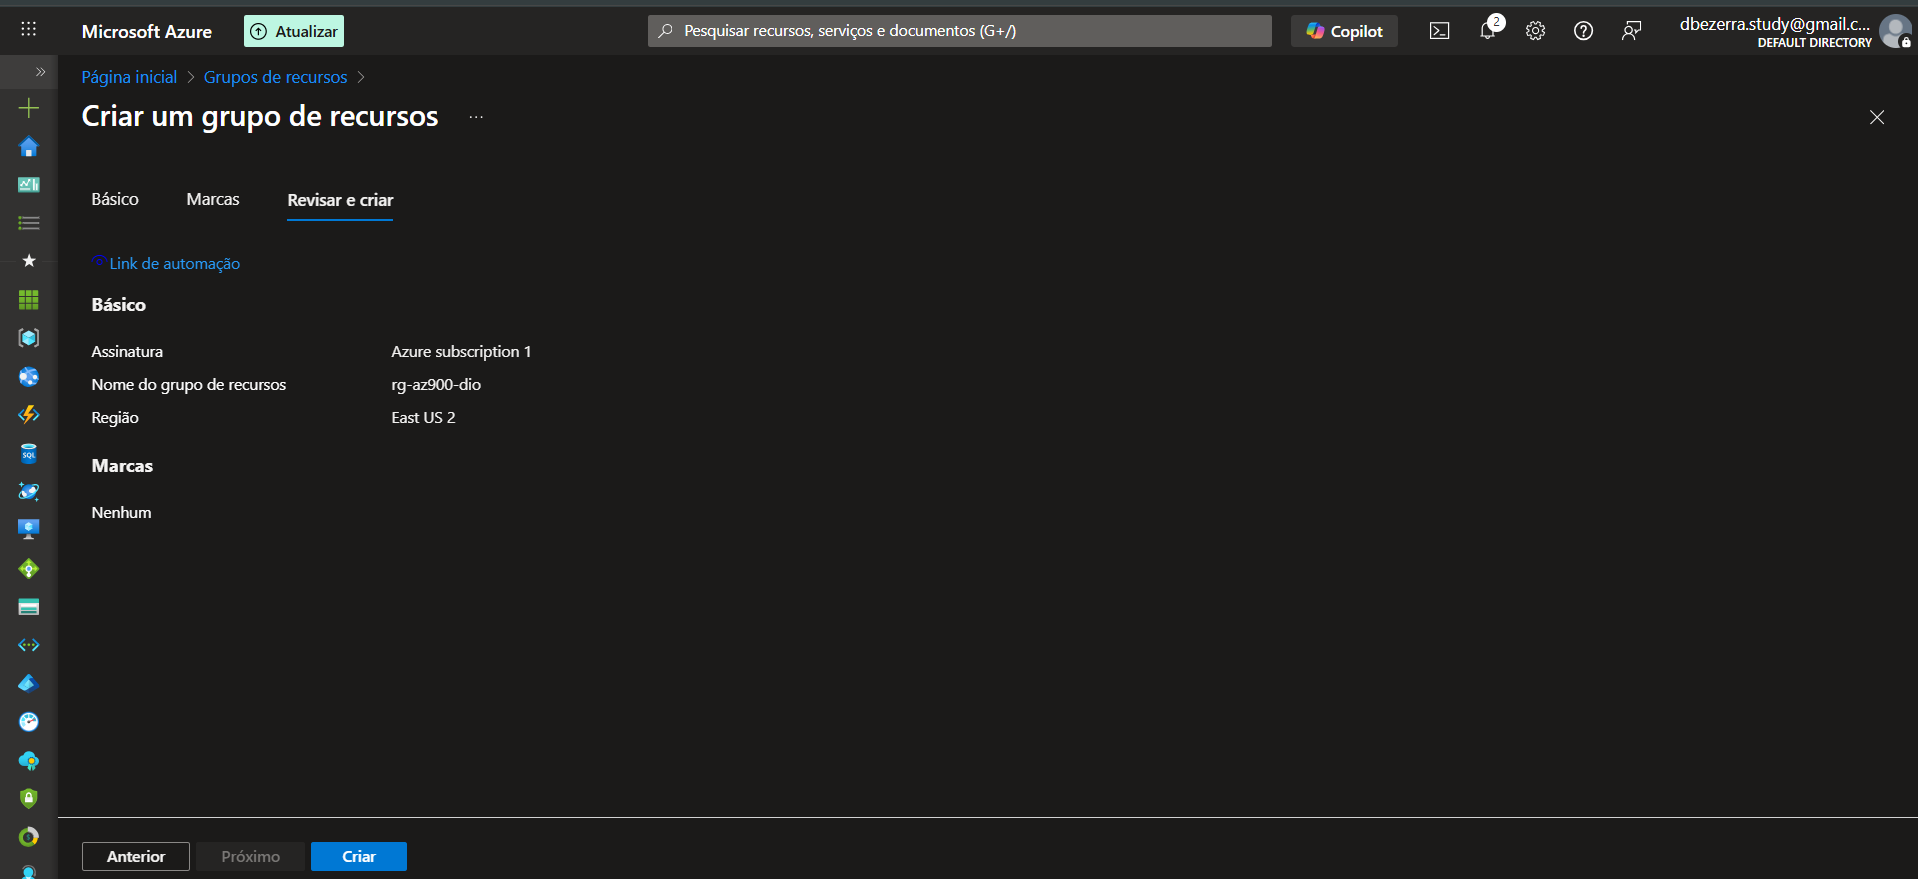 Microsoft Azure
Atualizar
Pesquisar recursos, serviços e documentos (G+/)
Copilot
2
dbezerra.study@gmail.c...
DEFAULT DIRECTORY
Página inicial > Grupos de recursos >
Criar um grupo de recursos ...
Básico Marcas Revisar e criar
Link de automação
Básico
Assinatura Azure subscription 1
Nome do grupo de recursos rg-az900-dio
Região East US 2
Marcas
Nenhum
SQL
Anterior Próximo Criar